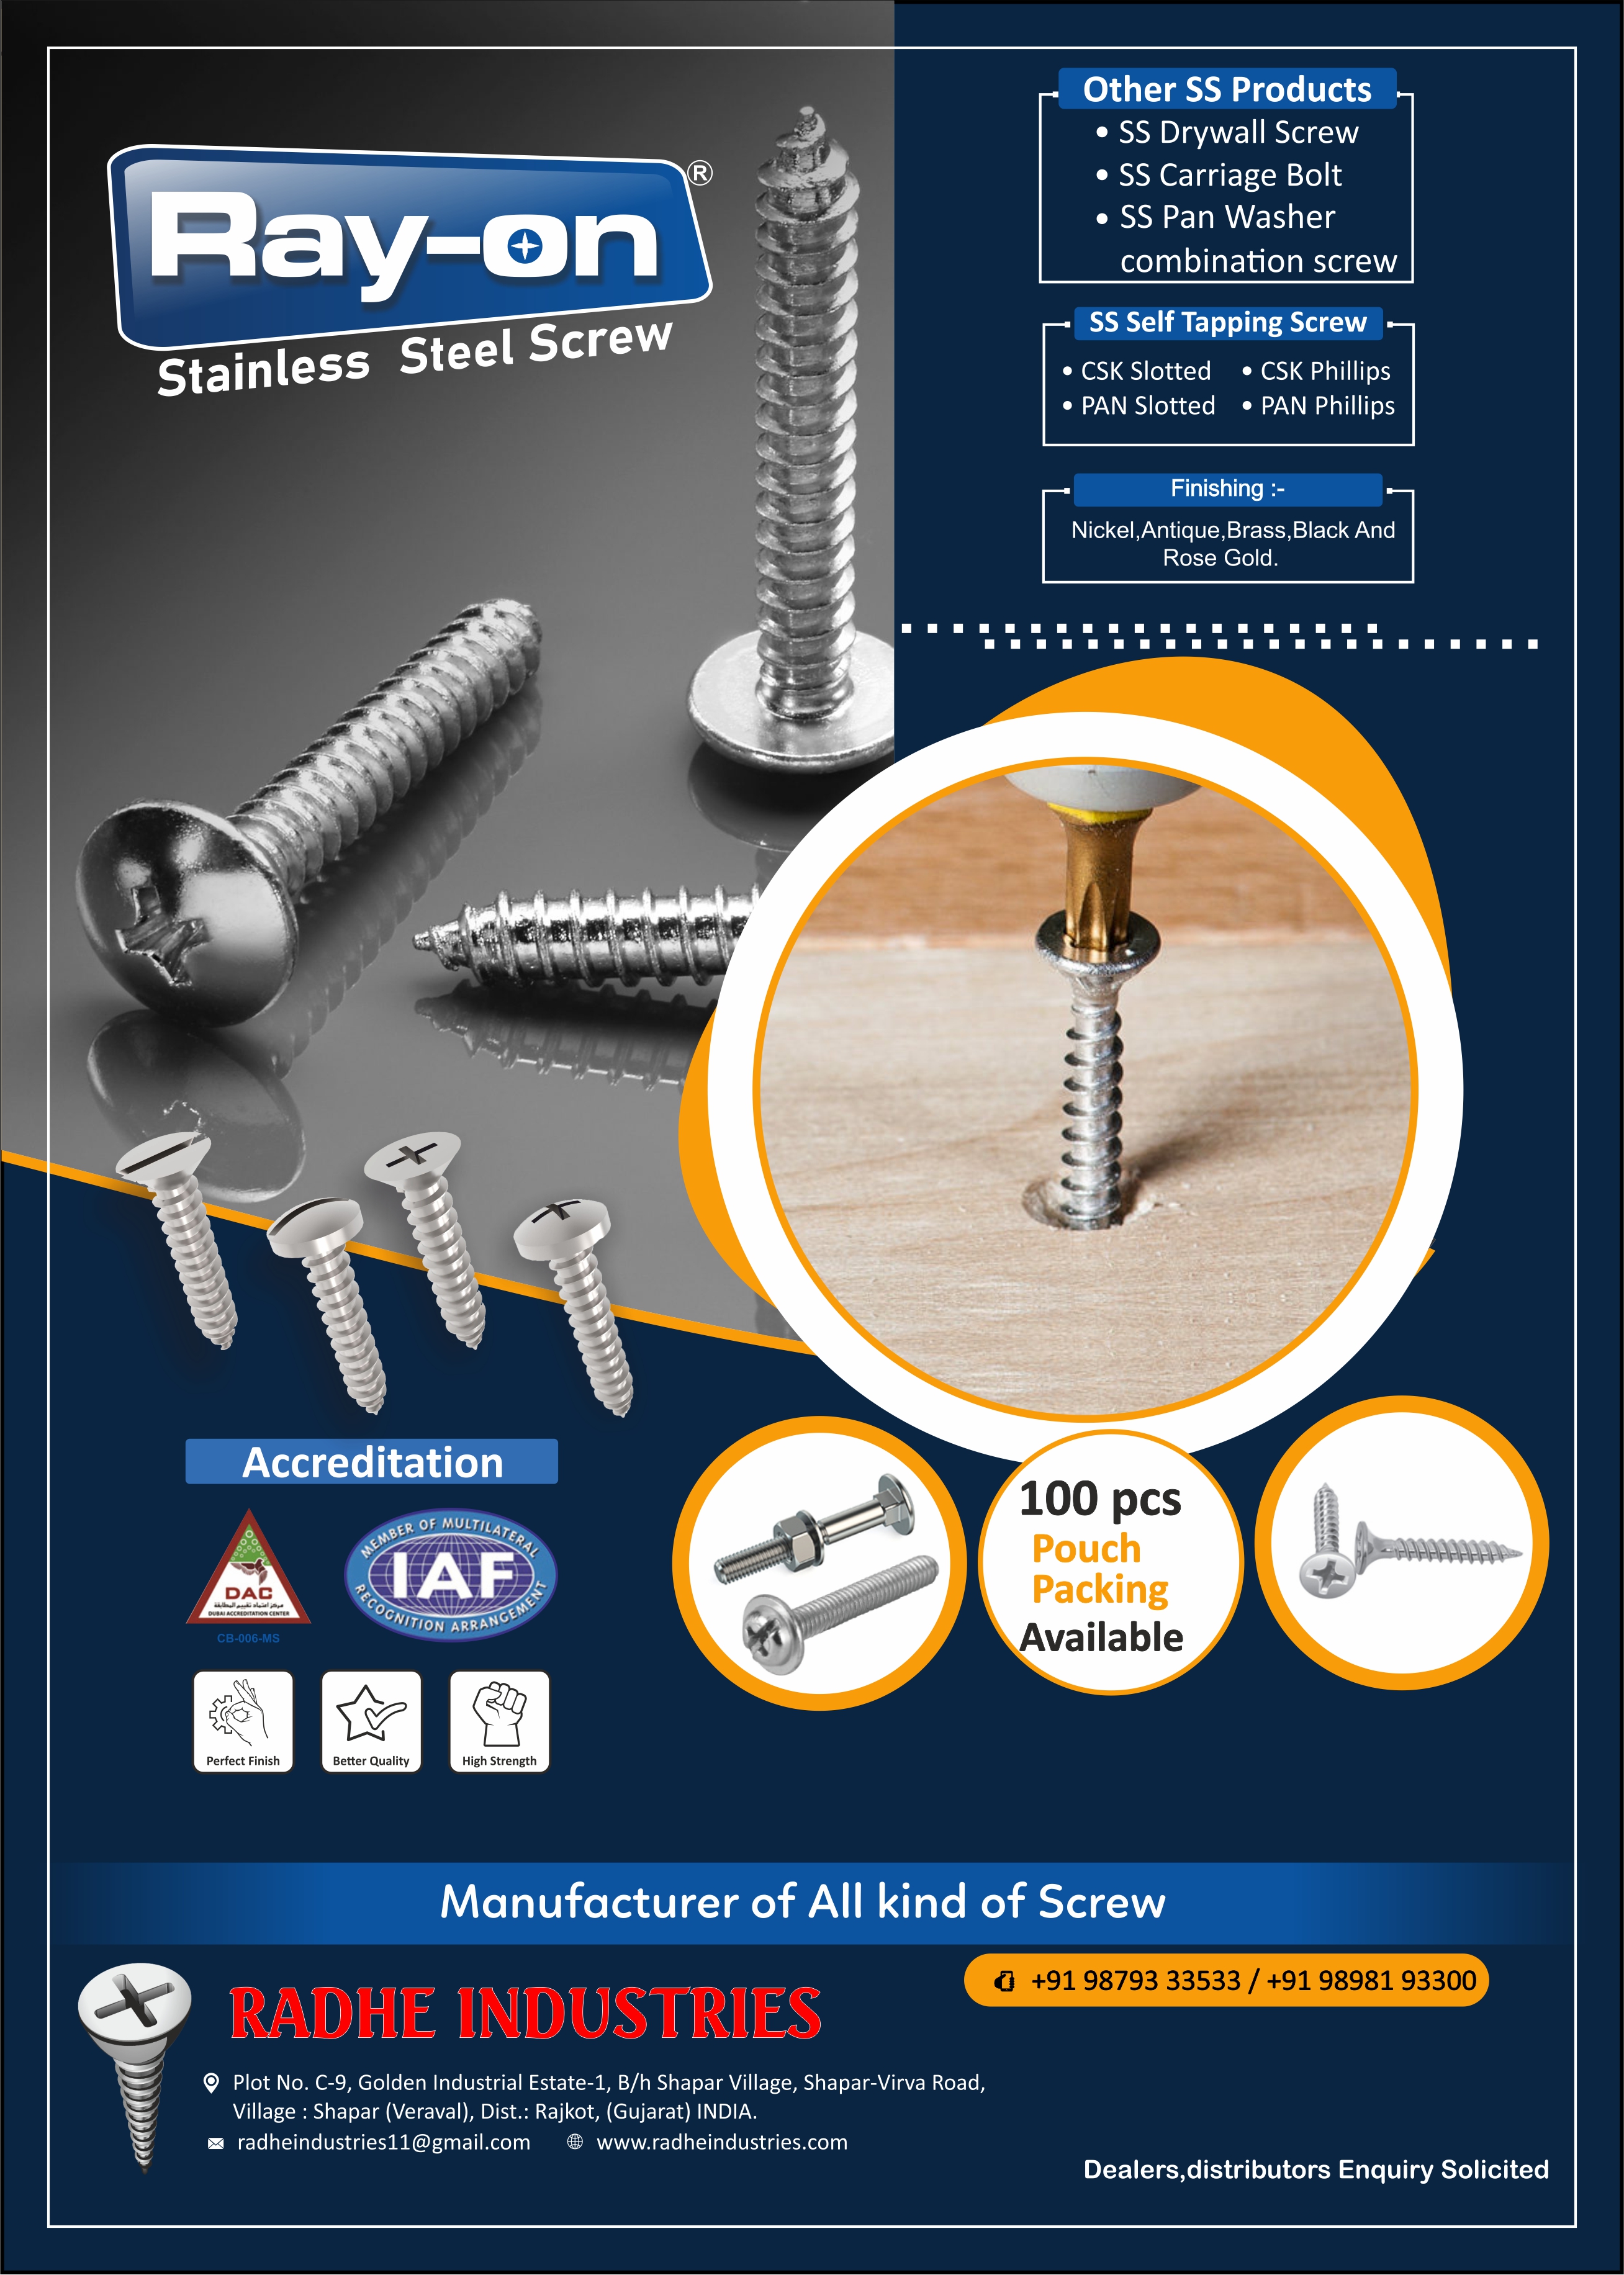 Ray-on
®
Stainless Steel Screw
Other SS Products
• SS Drywall Screw
• SS Carriage Bolt
• SS Pan Washer
combination screw
SS Self Tapping Screw
• CSK Slotted • CSK Phillips
• PAN Slotted • PAN Phillips
Finishing :-
Nickel,Antique,Brass,Black And
Rose Gold.
Accreditation
DAC
مركز اعتماد تقييم المطابقة
DUBAI ACCREDITATION CENTER
CB-006-MS
MEMBER OF MULTILATERAL
IAF
RECOGNITION ARRANGEMENT
100 pcs
Pouch
Packing
Available
Perfect Finish
Better Quality
High Strength
Manufacturer of All kind of Screw
RADHE INDUSTRIES
+91 98793 33533 / +91 98981 93300
Plot No. C-9, Golden Industrial Estate-1, B/h Shapar Village, Shapar-Virva Road,
Village : Shapar (Veraval), Dist.: Rajkot, (Gujarat) INDIA.
radheindustries11@gmail.com www.radheindustries.com
Dealers,distributors Enquiry Solicited